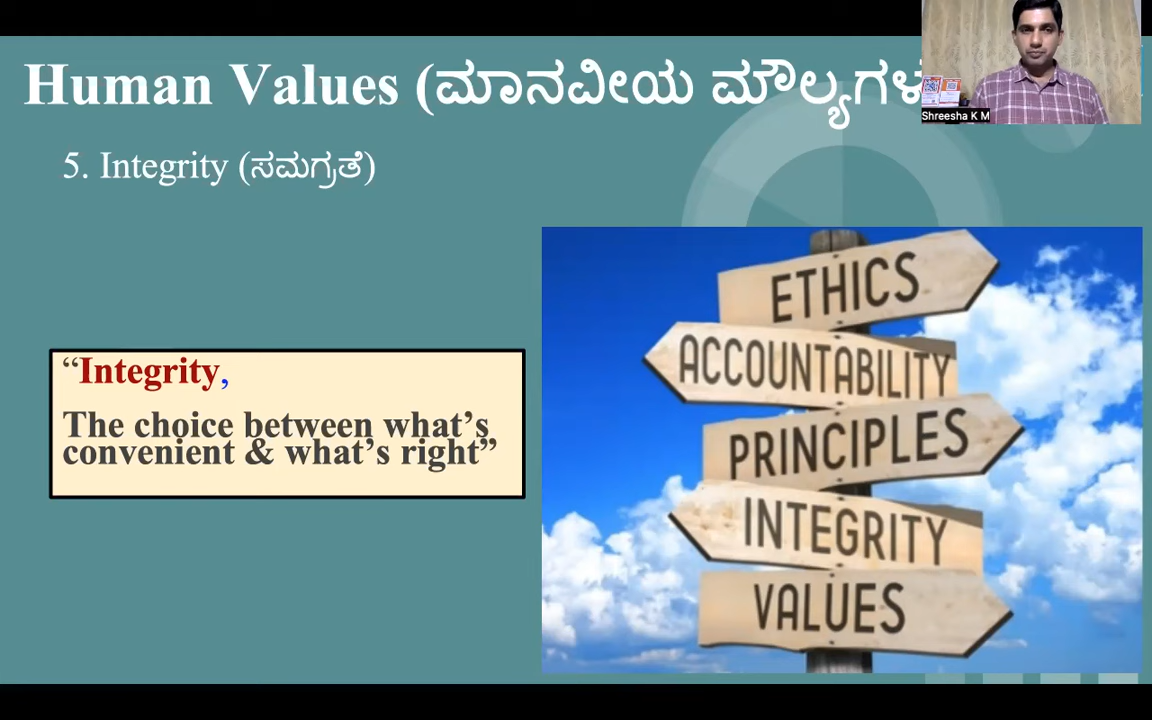 Human Values (ಮಾನವೀಯ ಮೌಲ್ಯಗಳ
Shreesha K M
5. Integrity (ಸಮಗ್ರತೆ)
ETHICS
ACCOUNTABILITY
PRINCIPLES
INTEGRITY
VALUES
“Integrity,
The choice between what’s
convenient & what’s right”